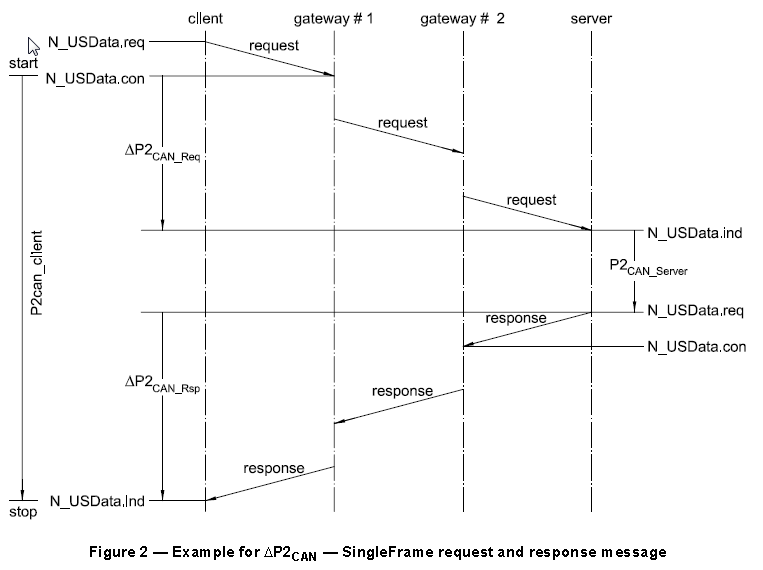 client gateway # 1 gateway # 2 server
N_USData.req
request
start
N_USData.con
request
ΔP2CAN_Req
request
N_USData.ind
P2can_client
P2CAN_Server
N_USData.req
response
N_USData.con
ΔP2CAN_Rsp
response
response
N_USData.Ind
stop
Figure 2 — Example for ΔP2CAN — SingleFrame request and response message